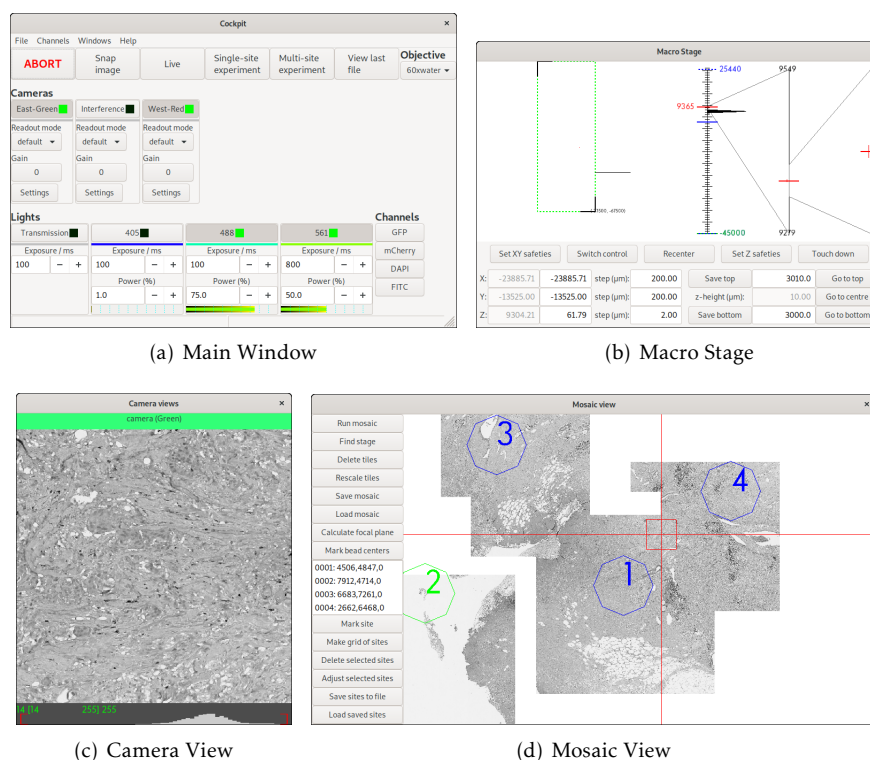 Cockpit ×
File Channels Windows Help
ABORT Snap image Live Single-site experiment Multi-site experiment View last file Objective 60xwater
Cameras
East-Green Interference West-Red
Readout mode Readout mode Readout mode
default default default
Gain Gain Gain
0 0 0
Settings Settings Settings
Lights Channels
Transmission 405 488 561 GFP
Exposure / ms Exposure / ms Exposure / ms Exposure / ms mCherry
100 − + 100 − + 100 − + 800 − + DAPI
Power (%) Power (%) Power (%) FITC
1.0 − + 75.0 − + 50.0 − +
(a) Main Window
Macro Stage
25440 9549
9365
-45000 9279
Set XY safeties Switch control Recenter Set Z safeties Touch down
X: -23885.71 -23885.71 step (μm): 200.00 Save top 3010.0 Go to top
Y: -13525.00 -13525.00 step (μm): 200.00 z-height (μm): 10.00 Go to centre
Z: 9304.21 61.79 step (μm): 2.00 Save bottom 3000.0 Go to bottom
(b) Macro Stage
Camera views ×
camera (Green)
14 |14 255| 255
(c) Camera View
Mosaic view ×
Run mosaic
Find stage
Delete tiles
Rescale tiles
Save mosaic
Load mosaic
Calculate focal plane
Mark bead centers
0001: 4506,4847,0
0002: 7912,4714,0
0003: 6683,7261,0
0004: 2662,6468,0
Mark site
Make grid of sites
Delete selected sites
Adjust selected sites
Save sites to file
Load saved sites
3
4
1
2
(d) Mosaic View